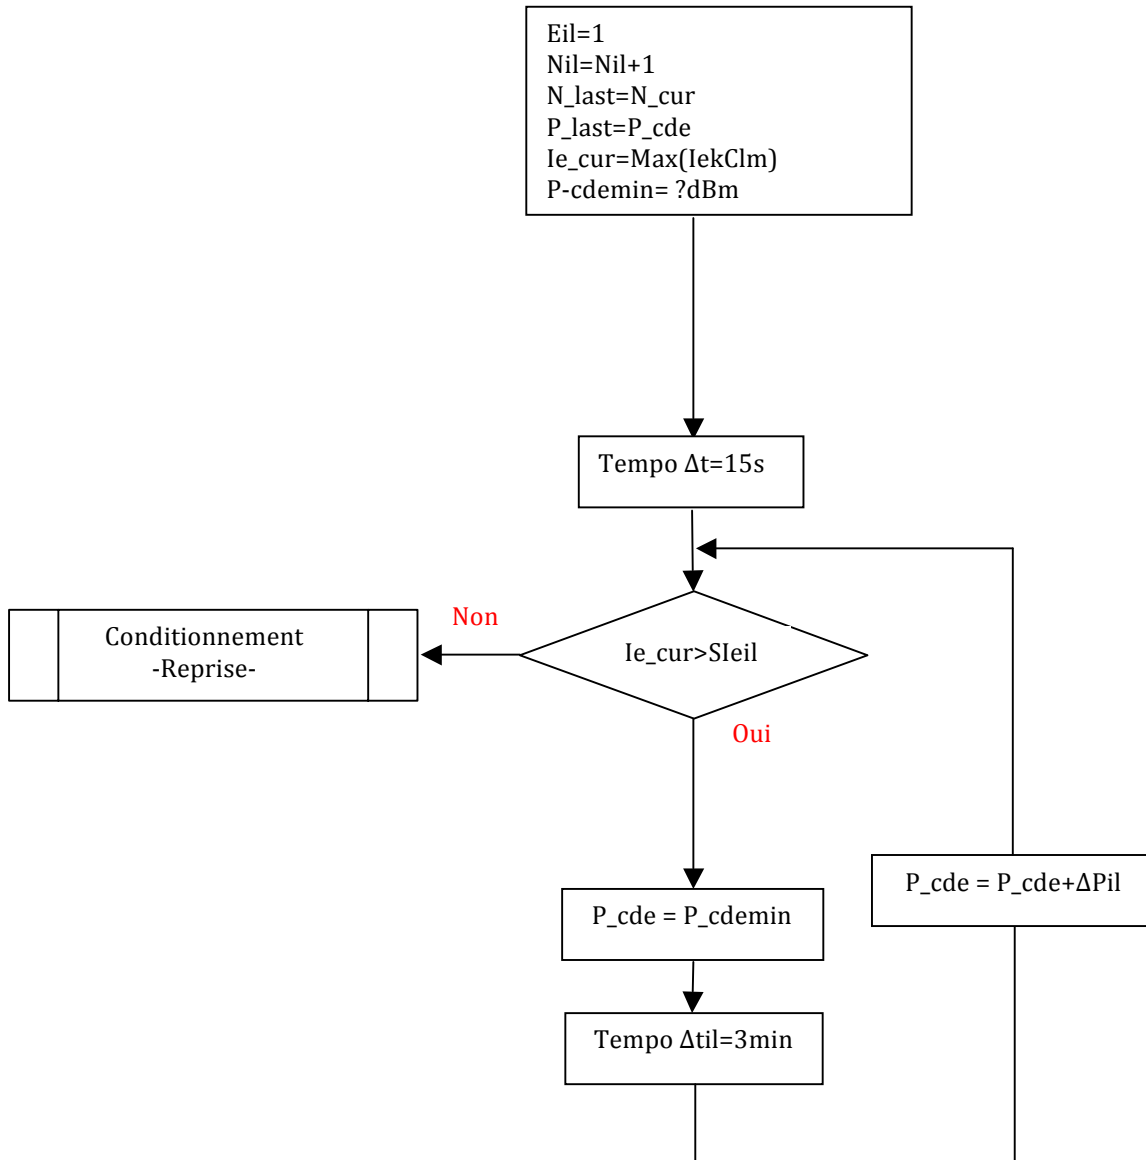 Eil=1
Nil=Nil+1
N_last=N_cur
P_last=P_cde
Ie_cur=Max(IekClm)
P-cdemin= ?dBm
Tempo Δt=15s
Non
Conditionnement
-Reprise-
Ie_cur>SIeil
Oui
P_cde = P_cde+ΔPil
P_cde = P_cdemin
Tempo Δtil=3min